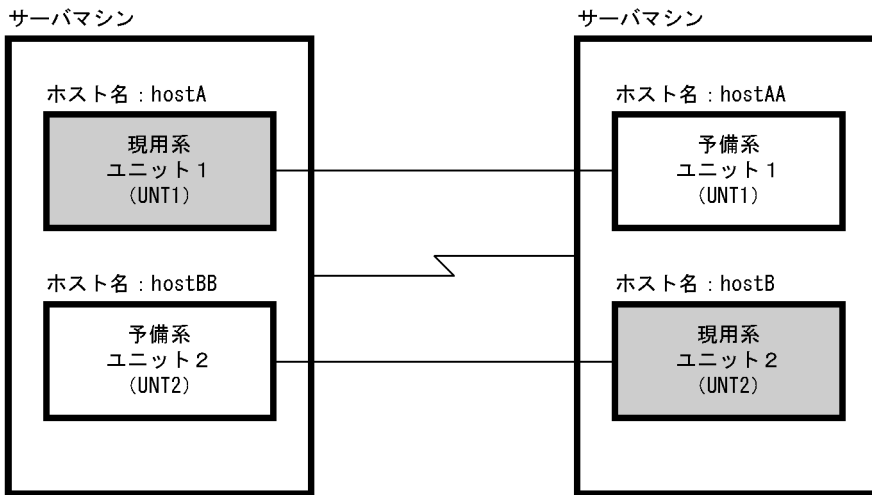 サーバマシン
ホスト名：hostA
現用系
ユニット１
(UNT1)
ホスト名：hostBB
予備系
ユニット２
(UNT2)
サーバマシン
ホスト名：hostAA
予備系
ユニット１
(UNT1)
ホスト名：hostB
現用系
ユニット２
(UNT2)